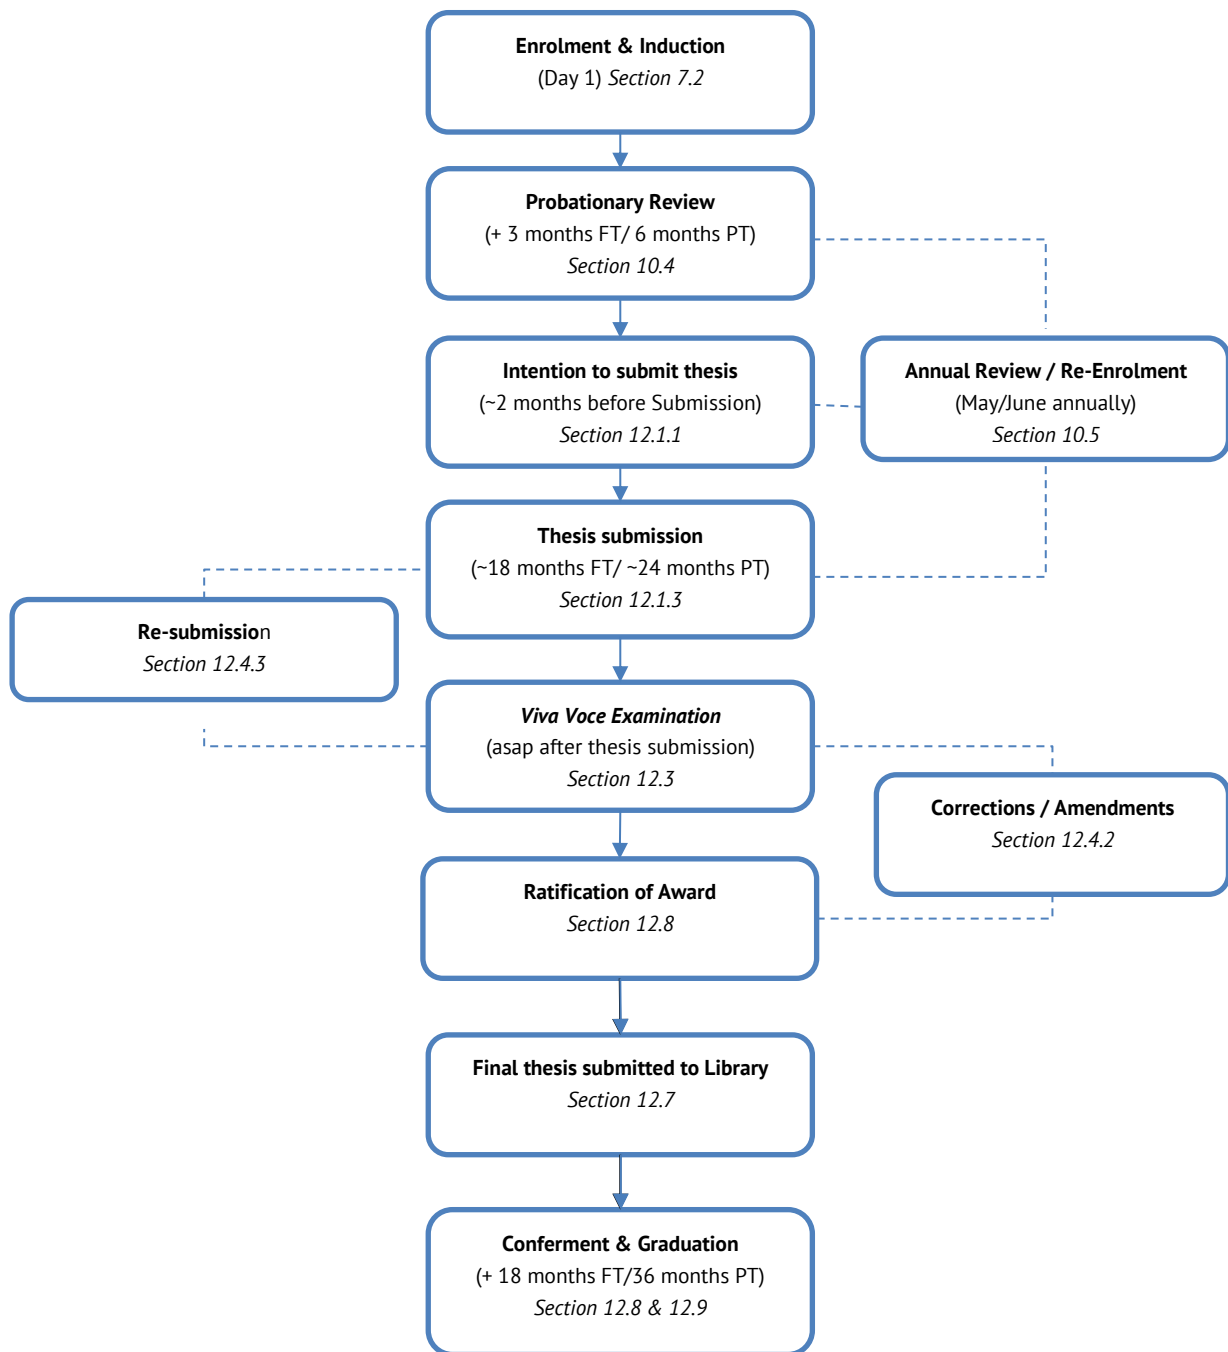 Enrolment & Induction
(Day 1) Section 7.2
Probationary Review
(+ 3 months FT/ 6 months PT)
Section 10.4
Intention to submit thesis
(~2 months before Submission)
Section 12.1.1
Annual Review / Re-Enrolment
(May/June annually)
Section 10.5
Thesis submission
(~18 months FT/ ~24 months PT)
Section 12.1.3
Re-submission
Section 12.4.3
Viva Voce Examination
(asap after thesis submission)
Section 12.3
Corrections / Amendments
Section 12.4.2
Ratification of Award
Section 12.8
Final thesis submitted to Library
Section 12.7
Conferment & Graduation
(+ 18 months FT/36 months PT)
Section 12.8 & 12.9